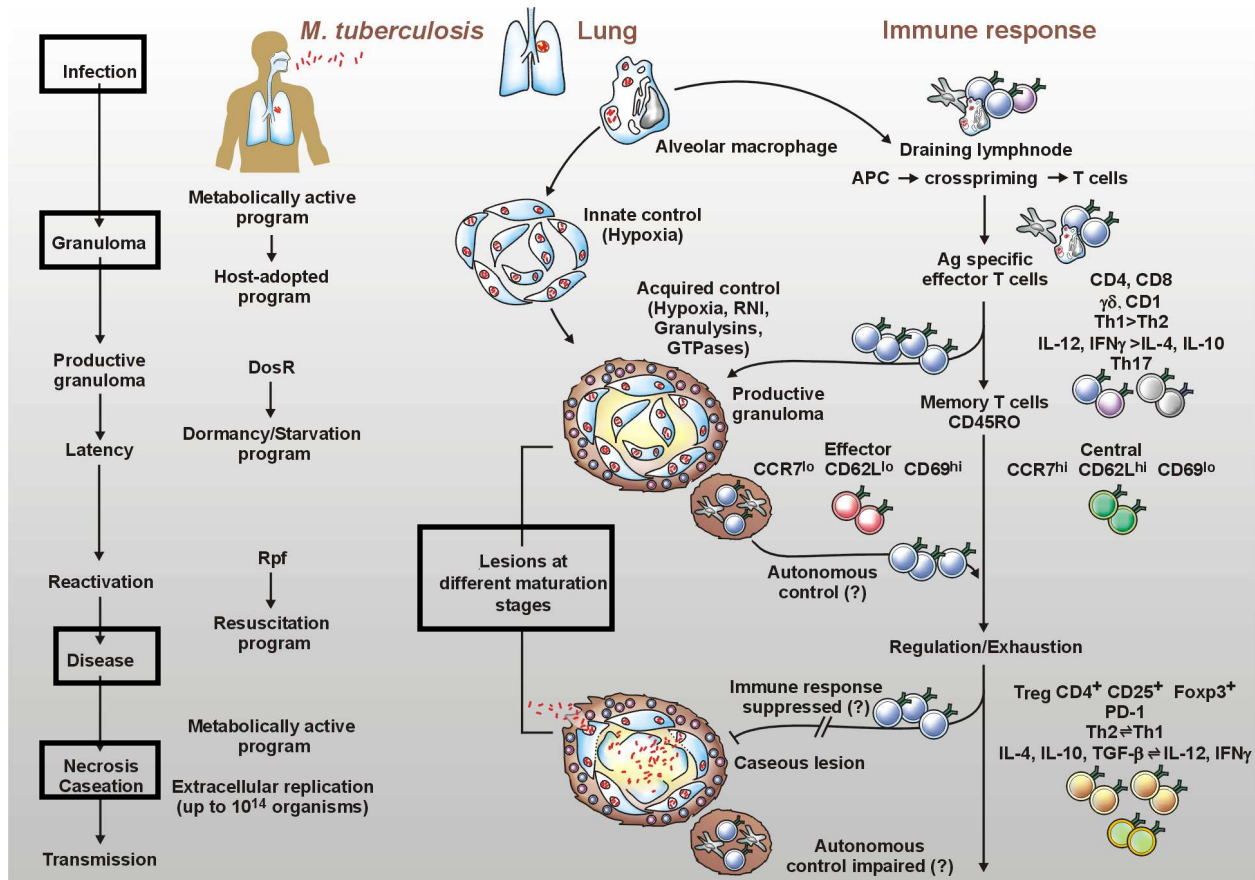 M. tuberculosis
Lung
Immune response
Infection
Granuloma
Productive
granuloma
Latency
Reactivation
Disease
Necrosis
Caseation
Transmission
Metabolically active
program
Host-adopted
program
DosR
Dormancy/Starvation
program
Rpf
Resuscitation
program
Metabolically active
program
Extracellular replication
(up to 10¹⁴ organisms)
Alveolar macrophage
Innate control
(Hypoxia)
Acquired control
(Hypoxia, RNI,
Granulysins,
GTPases)
Productive
granuloma
Lesions at
different maturation
stages
Autonomous
control (?)
Immune response
suppressed (?)
Caseous lesion
Autonomous
control impaired (?)
Draining lymphnode
APC → crosspriming → T cells
Ag specific
effector T cells
CD4, CD8
γδ, CD1
Th1>Th2
IL-12, IFNγ >IL-4, IL-10
Th17
Memory T cells
CD45RO
Effector
CCR7ˡᵒ CD62Lˡᵒ CD69ʰⁱ
Central
CCR7ʰⁱ CD62Lʰⁱ CD69ˡᵒ
Regulation/Exhaustion
Treg CD4⁺ CD25⁺ Foxp3⁺
PD-1
Th2⇌Th1
IL-4, IL-10, TGF-β⇌IL-12, IFNγ